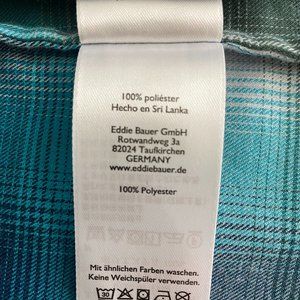 100% poliéster
Hecho en Sri Lanka
Eddie Bauer GmbH
Rotwandweg 3a
82024 Taufkirchen
GERMANY
www.eddiebauer.de
100% Polyester
Mit ähnlichen Farben waschen.
Keine Weichspüler verwenden.
30